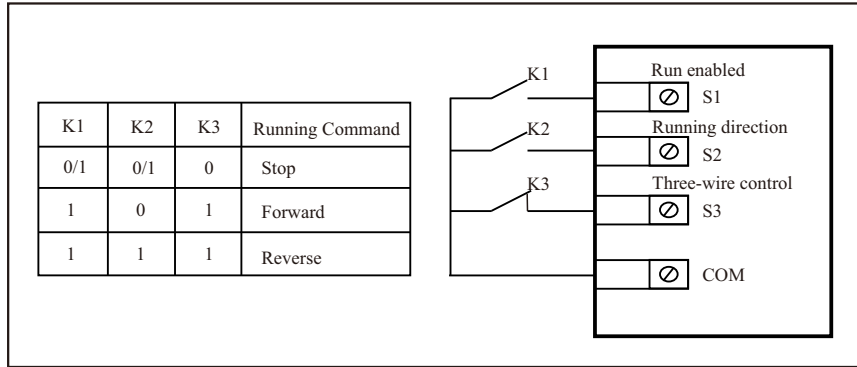 K1 K2 K3 Running Command
0/1 0/1 0 Stop
1 0 1 Forward
1 1 1 Reverse
K1
Run enabled
S1
K2
Running direction
S2
K3
Three-wire control
S3
COM